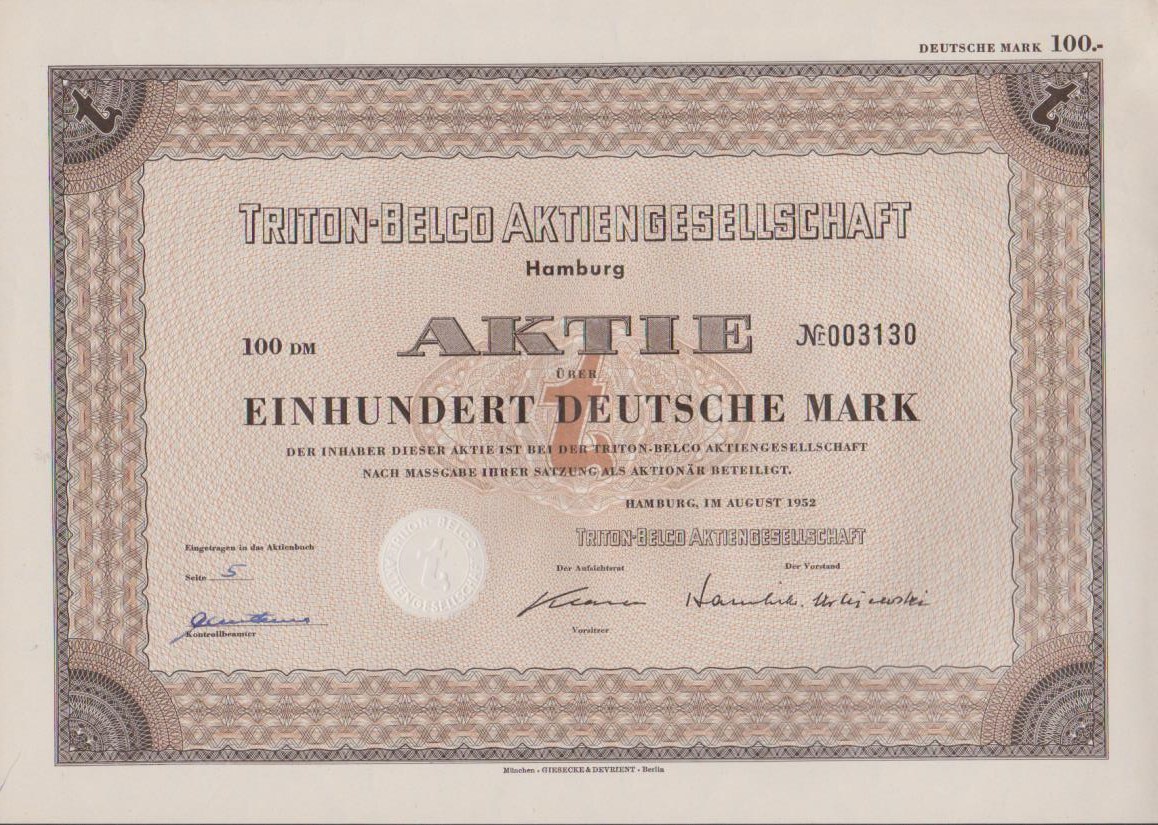 DEUTSCHE MARK 100.-
t t
TRITON-BELCO AKTIENGESELLSCHAFT
Hamburg
100 DM AKTIE Nr. 003130
ÜBER
t
EINHUNDERT DEUTSCHE MARK
DER INHABER DIESER AKTIE IST BEI DER TRITON-BELCO AKTIENGESELLSCHAFT
NACH MASSGABE IHRER SATZUNG ALS AKTIONÄR BETEILIGT.
HAMBURG, IM AUGUST 1952
TRITON-BELCO AKTIENGESELLSCHAFT
Eingetragen in das Aktienbuch
Der Aufsichtsrat Der Vorstand
Seite 5
TRITON-BELCO
t
AKTIENGESELLSCHAFT
Kontrollbeamter
Vorsitzer
t t
München - GIESECKE & DEVRIENT - Berlin